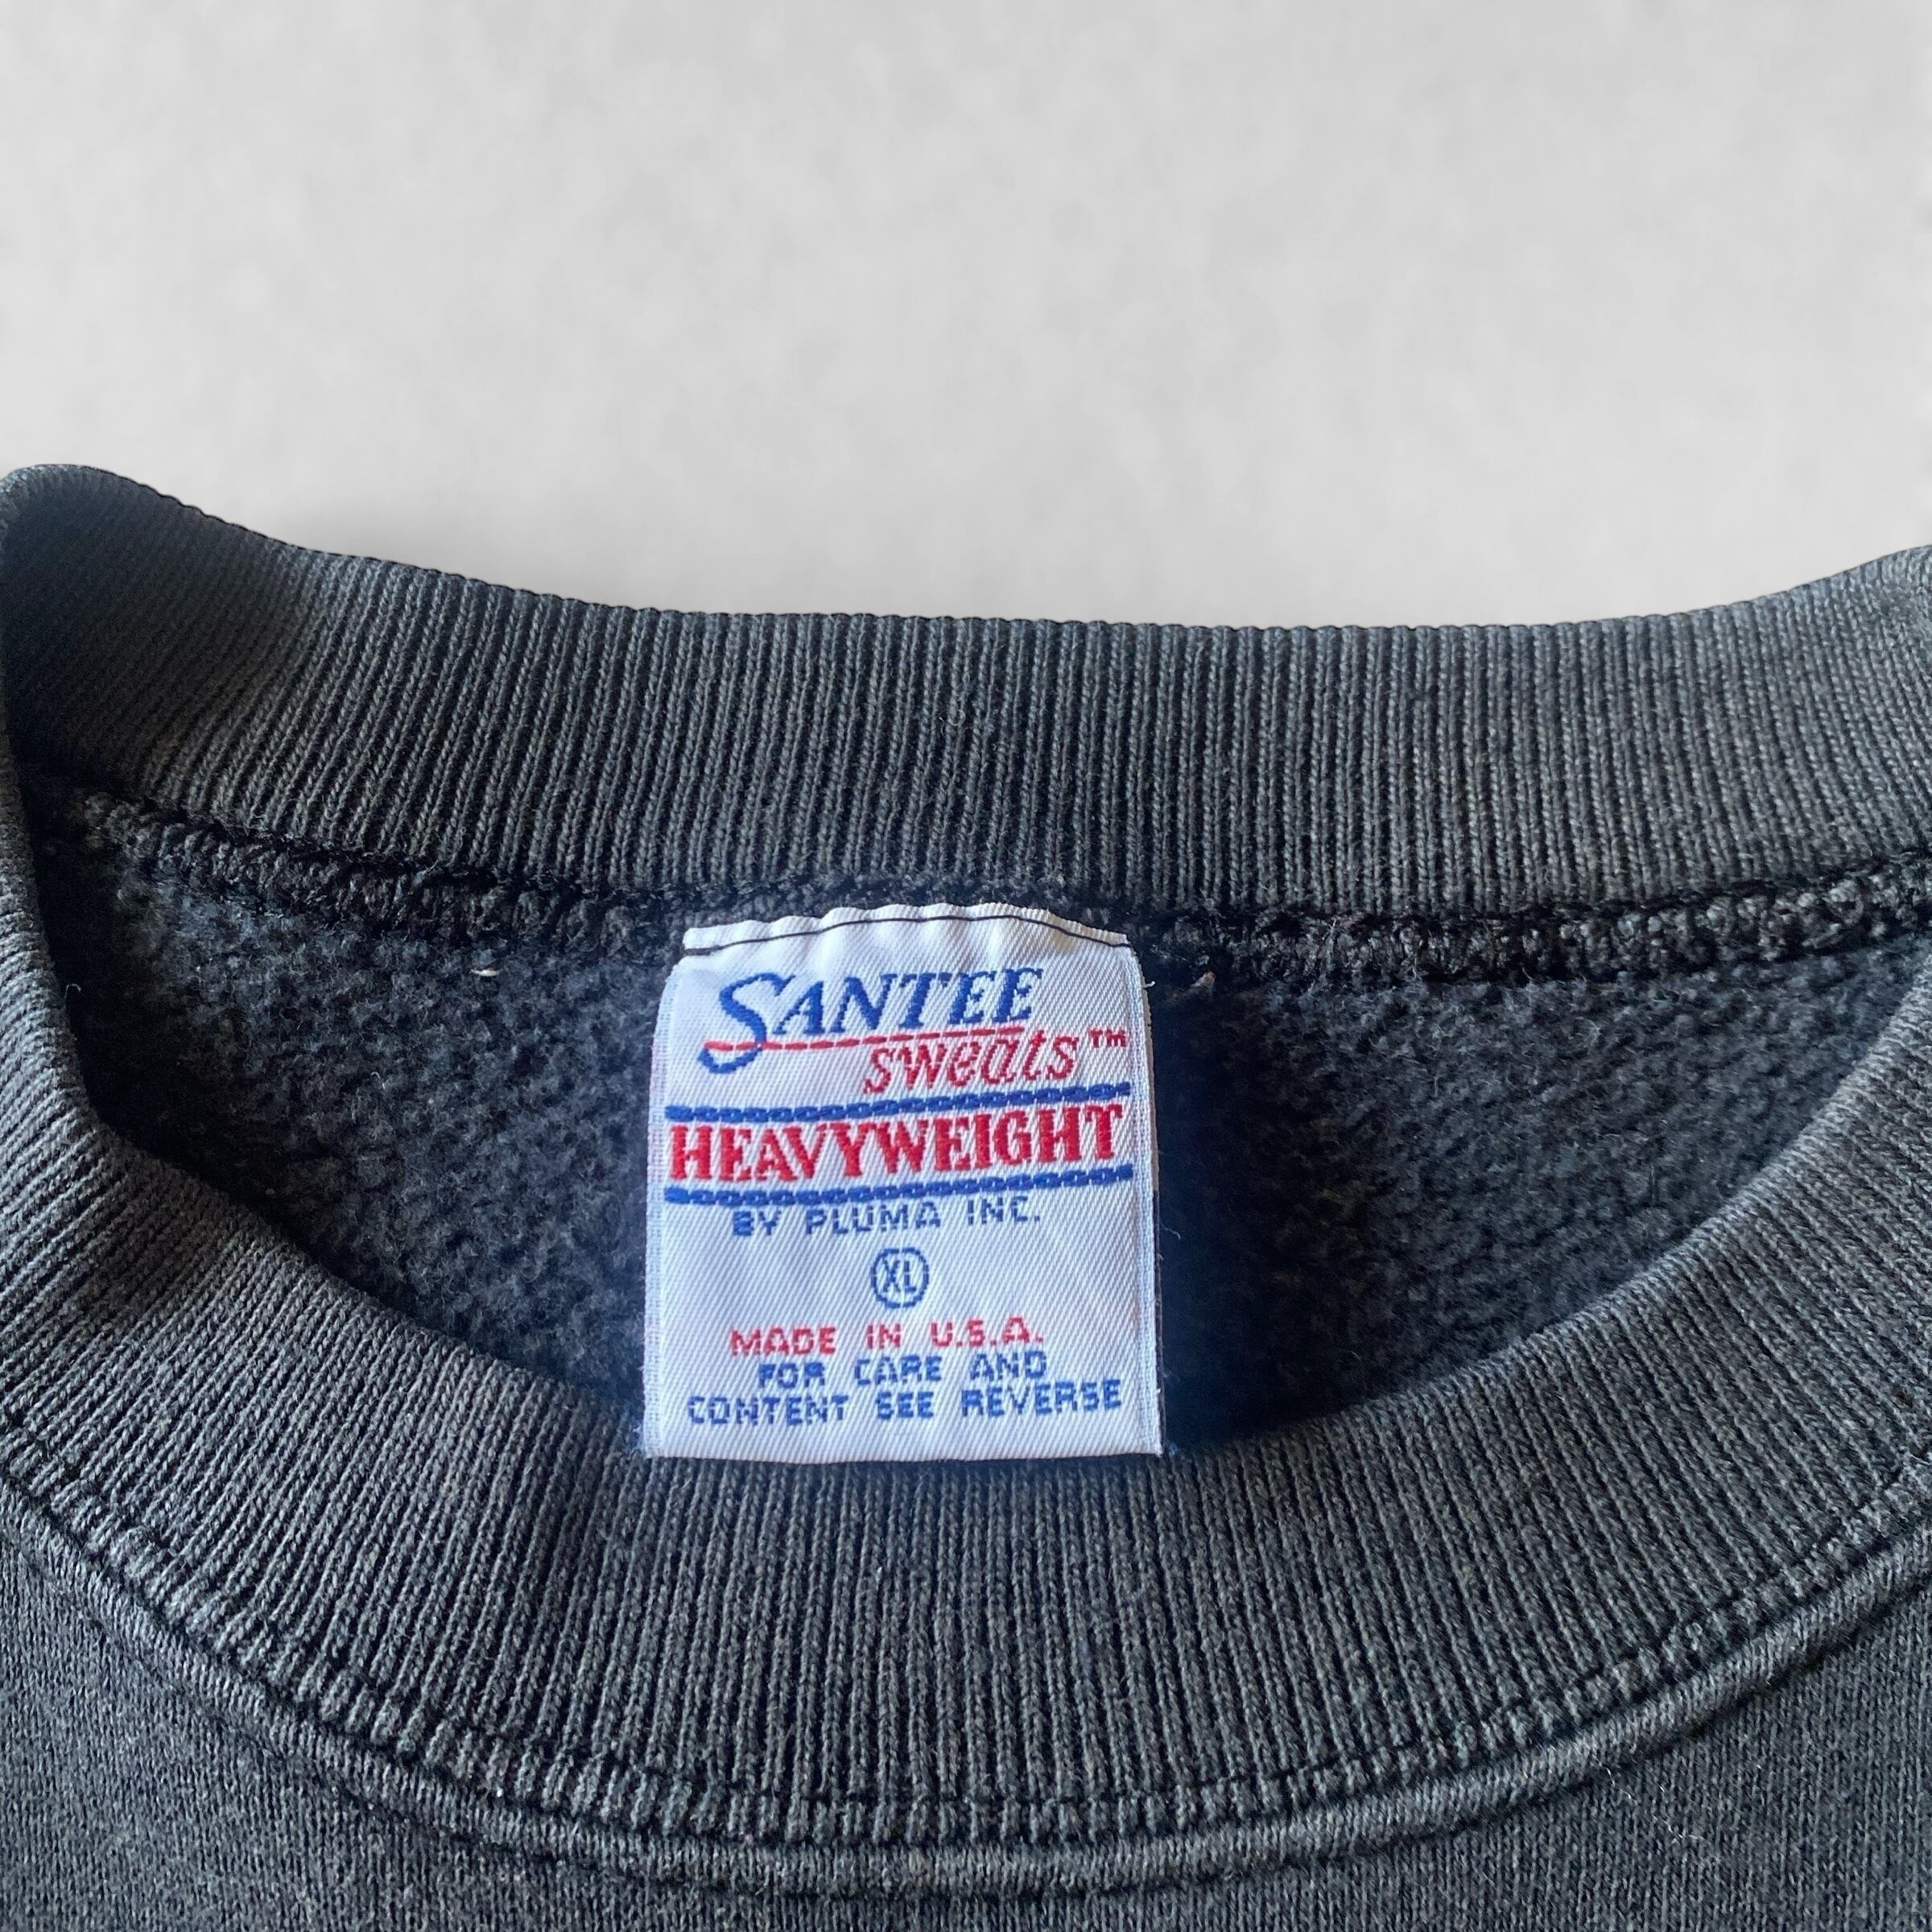 SANTEE
sweats™
HEAVYWEIGHT
BY PLUMA INC.
XL
MADE IN U.S.A.
FOR CARE AND
CONTENT SEE REVERSE